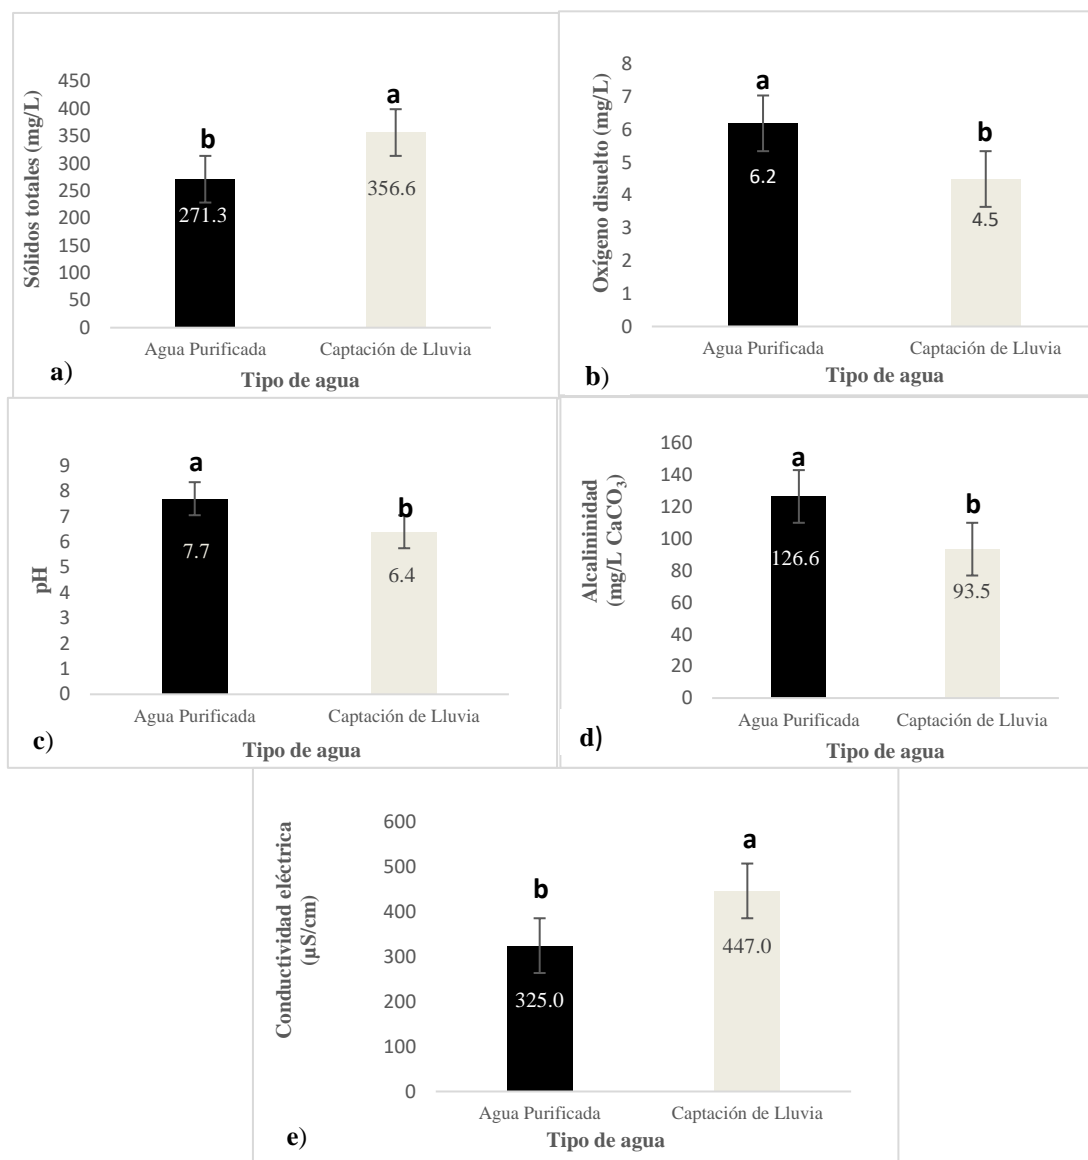 Sólidos totales (mg/L)
450
400
350
300
250
200
150
100
50
0
b
a
271.3
356.6
Agua Purificada
Captación de Lluvia
Tipo de agua
a)
Oxígeno disuelto (mg/L)
8
7
6
5
4
3
2
1
0
a
b
6.2
4.5
Agua Purificada
Captación de Lluvia
Tipo de agua
b)
pH
9
8
7
6
5
4
3
2
1
0
a
b
7.7
6.4
Agua Purificada
Captación de Lluvia
Tipo de agua
c)
Alcalininidad
(mg/L CaCO₃)
160
140
120
100
80
60
40
20
0
a
b
126.6
93.5
Agua Purificada
Captación de Lluvia
Tipo de agua
d)
Conductividad eléctrica
(µS/cm)
600
500
400
300
200
100
0
b
a
325.0
447.0
Agua Purificada
Captación de Lluvia
Tipo de agua
e)